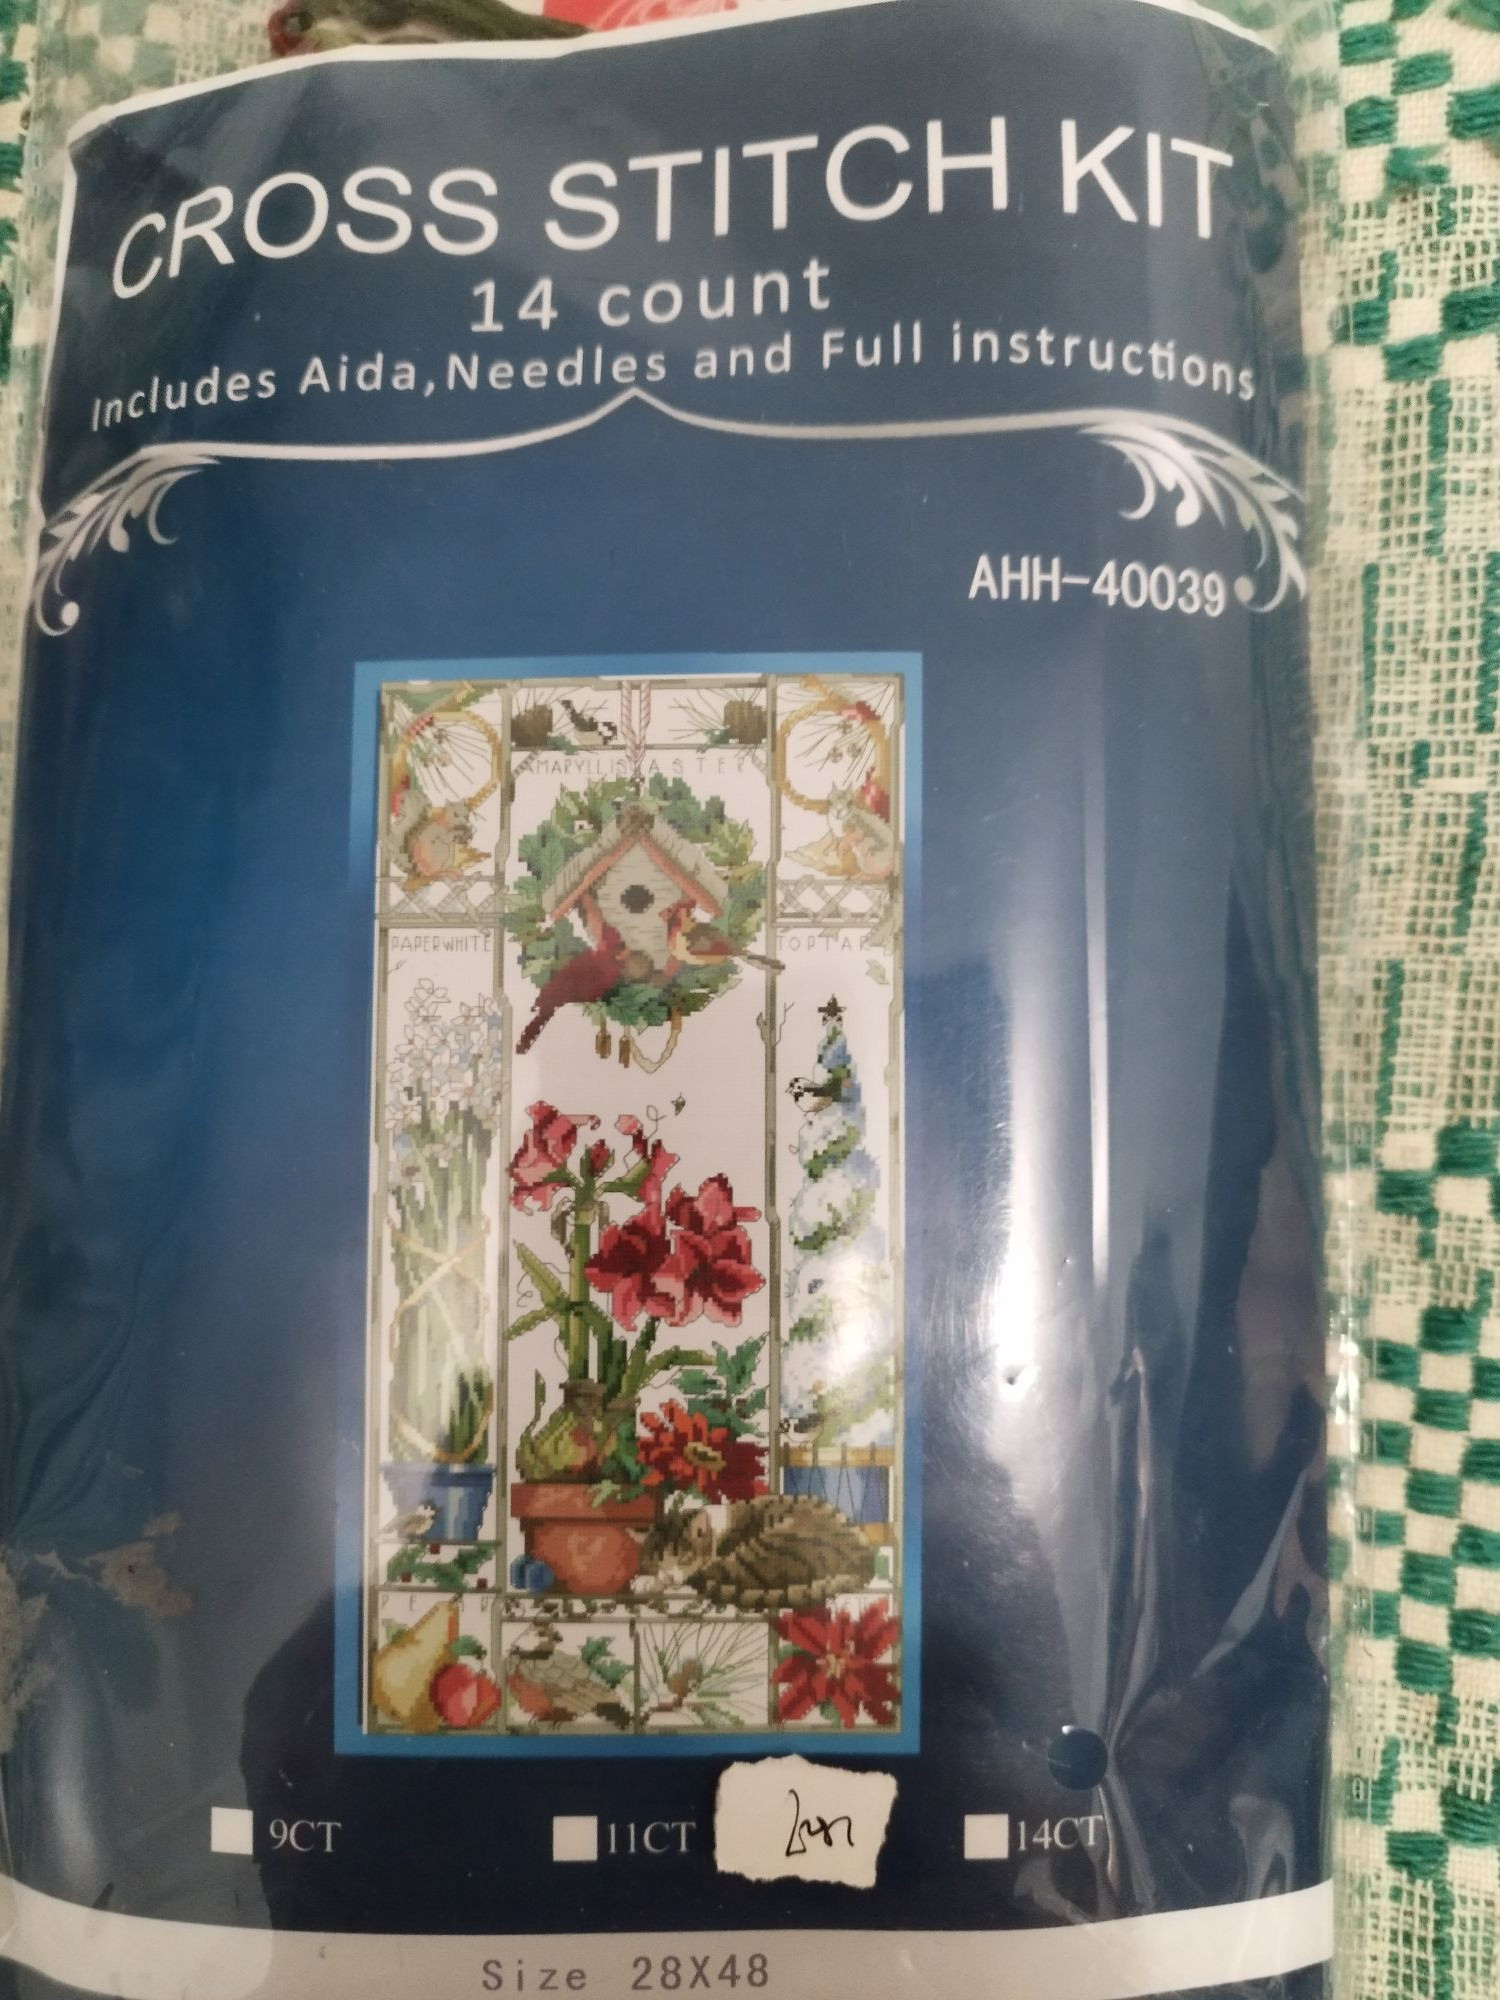 CROSS STITCH KIT
14 count
Includes Aida, Needles and Full instructions
AHH-40039
AMARYLLIS ASTER
PAPERWHITE
9CT
11CT
14CT
Size 28X48